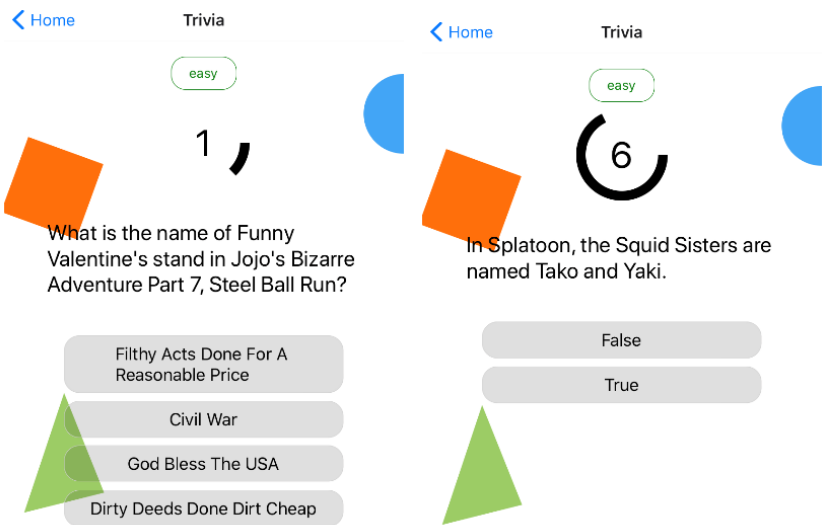 Home
Trivia
easy
1
What is the name of Funny
Valentine's stand in Jojo's Bizarre
Adventure Part 7, Steel Ball Run?
Filthy Acts Done For A
Reasonable Price
Civil War
God Bless The USA
Dirty Deeds Done Dirt Cheap
Home
Trivia
easy
6
In Splatoon, the Squid Sisters are
named Tako and Yaki.
False
True